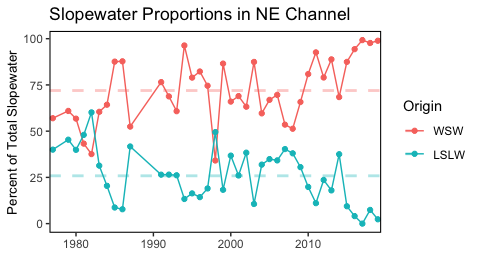 Slopewater Proportions in NE Channel
Percent of Total Slopewater
100
75
50
25
0
1980
1990
2000
2010
Origin
WSW
LSLW